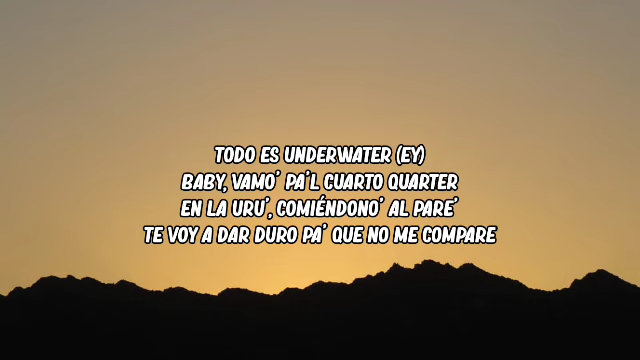 TODO ES UNDERWATER (EY)
BABY, VAMO' PA'L CUARTO QUARTER
EN LA URU', COMIÉNDONO' AL PARE'
TE VOY A DAR DURO PA' QUE NO ME COMPARE